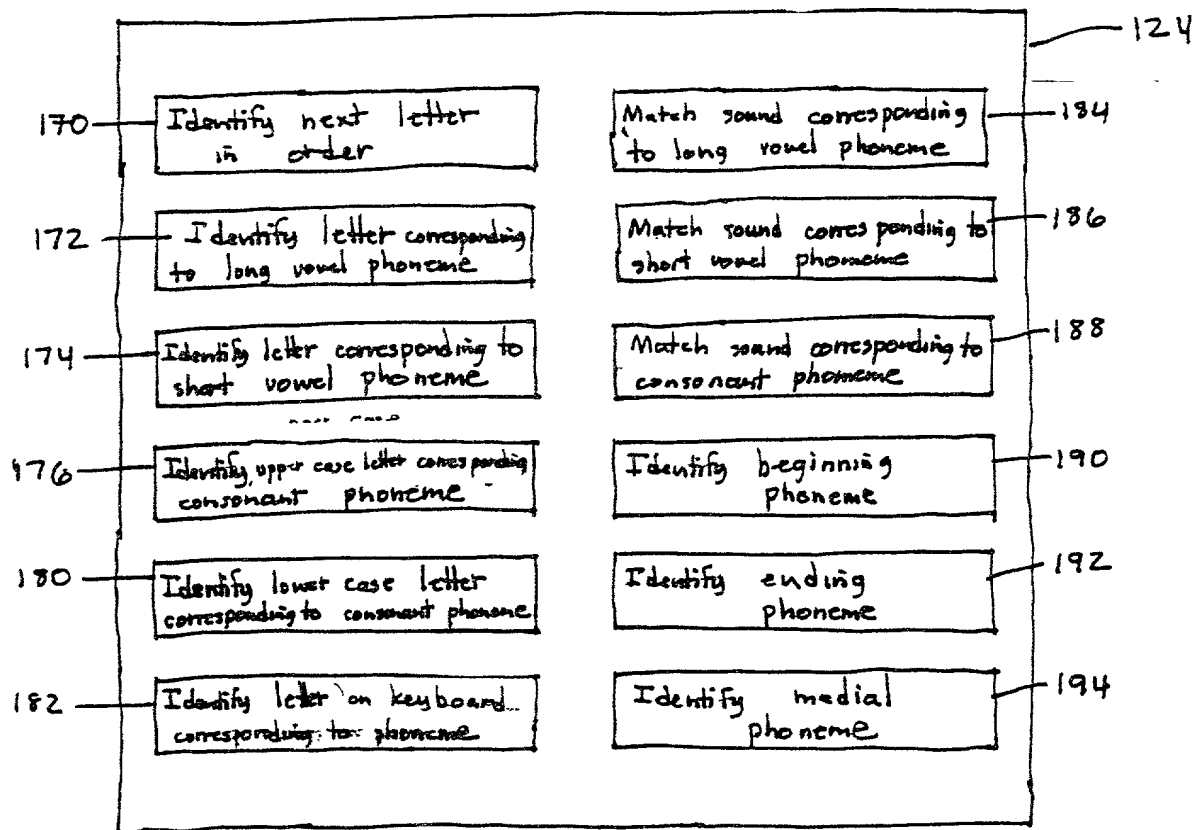 124
170
Identify next letter
in order
172
Identify letter corresponding
to long vowel phoneme
174
Identify letter corresponding to
short vowel phoneme
176
Identify upper case letter corresponding
consonant phoneme
180
Identify lower case letter
corresponding to consonant phoneme
182
Identify letter on keyboard
corresponding to phoneme
Match sound corresponding
to long vowel phoneme
184
Match sound corresponding to
short vowel phomeme
186
Match sound corresponding to
consonant phomeme
188
Identify beginning
phoneme
190
Identify ending
phoneme
192
Identify medial
phoneme
194